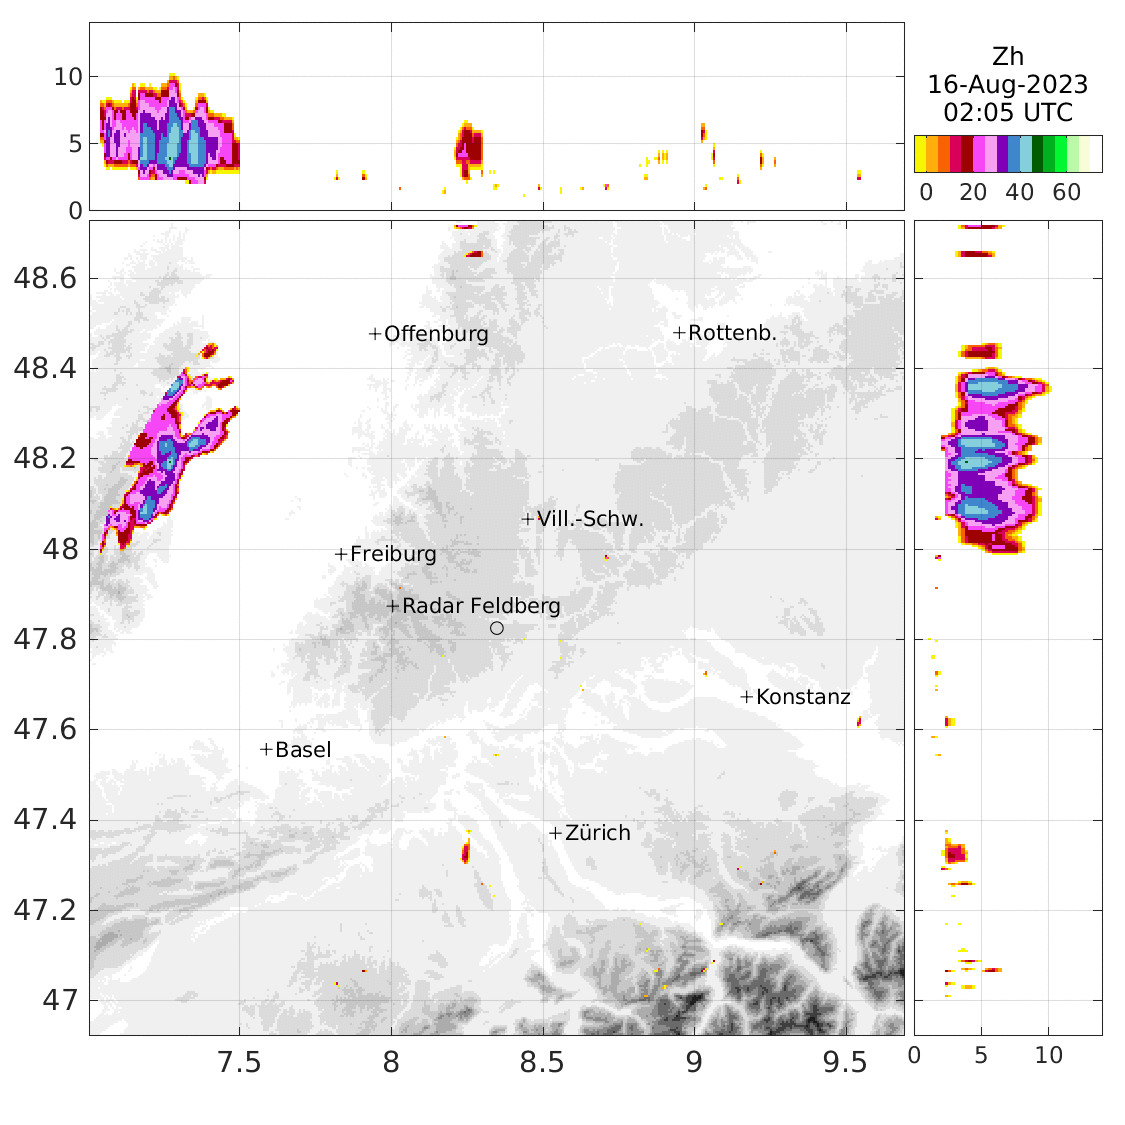 10
5
0
Zh
16-Aug-2023
02:05 UTC
0 20 40 60
48.6
48.4
48.2
48
47.8
47.6
47.4
47.2
47
Offenburg
Rottenb.
Vill.-Schw.
Freiburg
Radar Feldberg
Konstanz
Basel
Zürich
7.5 8 8.5 9 9.5
0 5 10